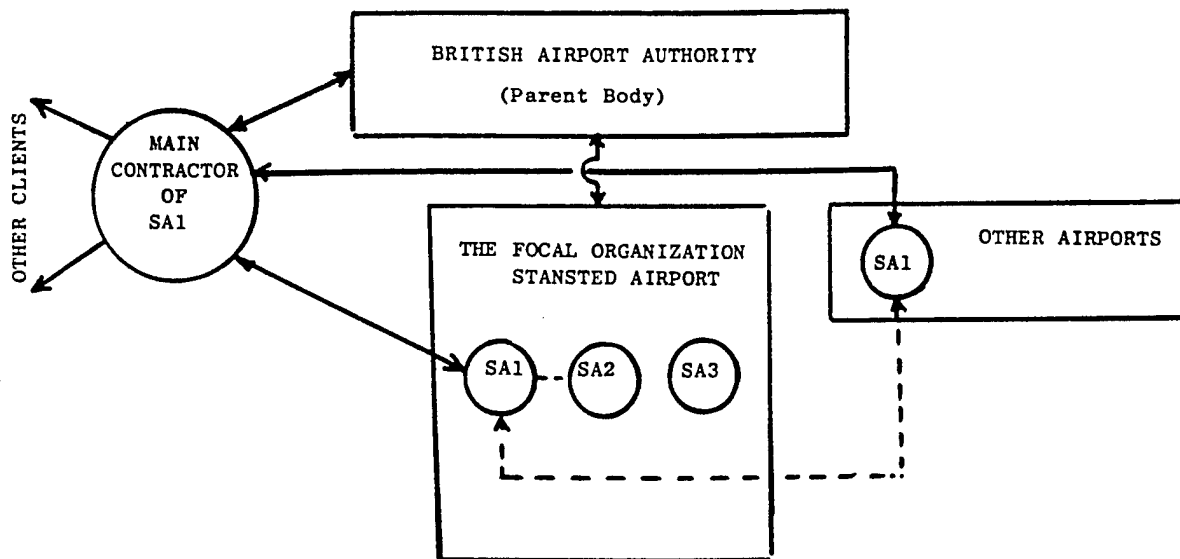 BRITISH AIRPORT AUTHORITY
(Parent Body)
OTHER CLIENTS
MAIN
CONTRACTOR
OF
SA1
THE FOCAL ORGANIZATION
STANSTED AIRPORT
OTHER AIRPORTS
SA1
SA1
SA2
SA3